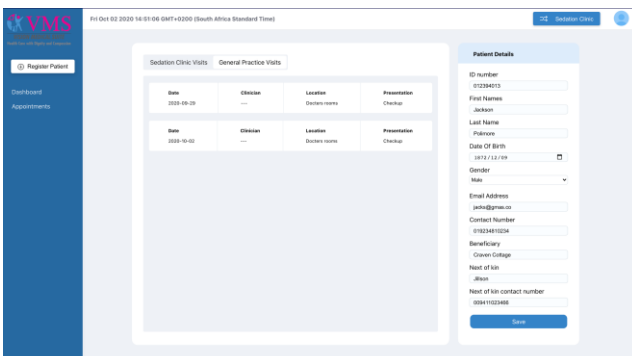 VMS
Fri Oct 02 2020 14:51:06 GMT+0200 (South Africa Standard Time)
Sedation Clinic
Register Patient
Dashboard
Appointments
Sedation Clinic Visits
General Practice Visits
Date Clinician Location Presentation
2020-09-29 --- Doctors rooms Checkup
Date Clinician Location Presentation
2020-10-02 --- Doctors rooms Checkup
Patient Details
ID number
012394013
First Names
Jackson
Last Name
Polimore
Date Of Birth
1972/12/09
Gender
Male
Email Address
jacks@gmas.co
Contact Number
019234810234
Beneficiary
Craven Cottage
Next of kin
Jillson
Next of kin contact number
009411023488
Save